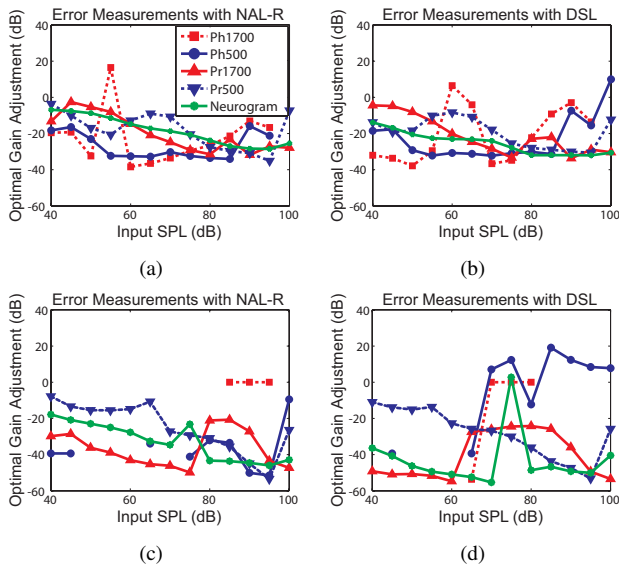 Error Measurements with NAL-R
Optimal Gain Adjustment (dB)
40
20
0
-20
-40
-60
40 60 80 100
Input SPL (dB)
Ph1700
Ph500
Pr1700
Pr500
Neurogram
(a)
Error Measurements with DSL
Optimal Gain Adjustment (dB)
40
20
0
-20
-40
-60
40 60 80 100
Input SPL (dB)
(b)
Error Measurements with NAL-R
Optimal Gain Adjustment (dB)
40
20
0
-20
-40
-60
40 60 80 100
Input SPL (dB)
(c)
Error Measurements with DSL
Optimal Gain Adjustment (dB)
40
20
0
-20
-40
-60
40 60 80 100
Input SPL (dB)
(d)